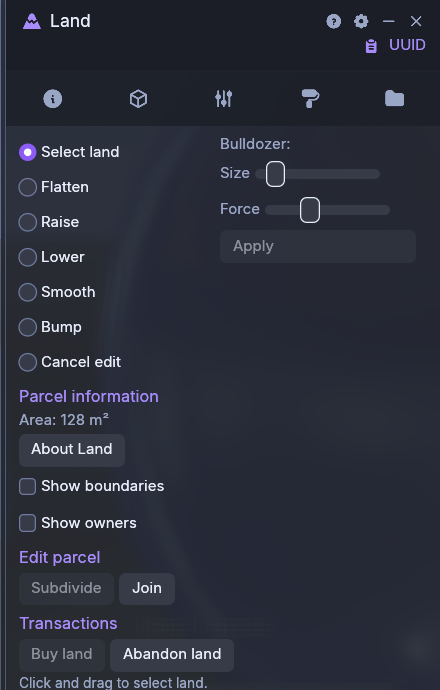 Land
UUID
Select land
Flatten
Raise
Lower
Smooth
Bump
Cancel edit
Bulldozer:
Size
Force
Apply
Parcel information
Area: 128 m²
About Land
Show boundaries
Show owners
Edit parcel
Subdivide Join
Transactions
Buy land Abandon land
Click and drag to select land.